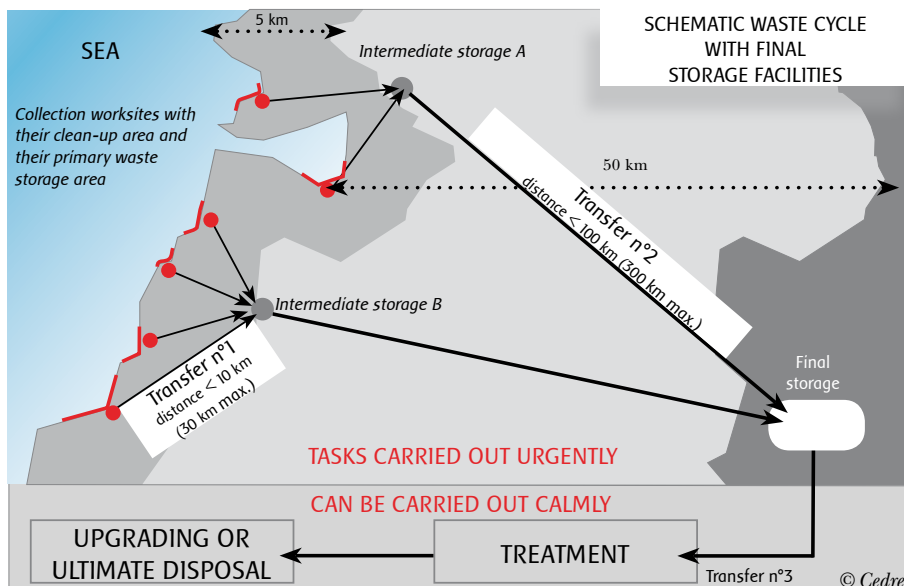 5 km
SEA
Intermediate storage A
SCHEMATIC WASTE CYCLE
WITH FINAL
STORAGE FACILITIES
Collection worksites with
their clean-up area and
their primary waste
storage area
50 km
Transfer n°2
distance < 100 km (300 km max.)
Intermediate storage B
Transfer n°1
distance < 10 km
(30 km max.)
Final
storage
TASKS CARRIED OUT URGENTLY
CAN BE CARRIED OUT CALMLY
UPGRADING OR
ULTIMATE DISPOSAL
TREATMENT
Transfer n°3
© Cedre